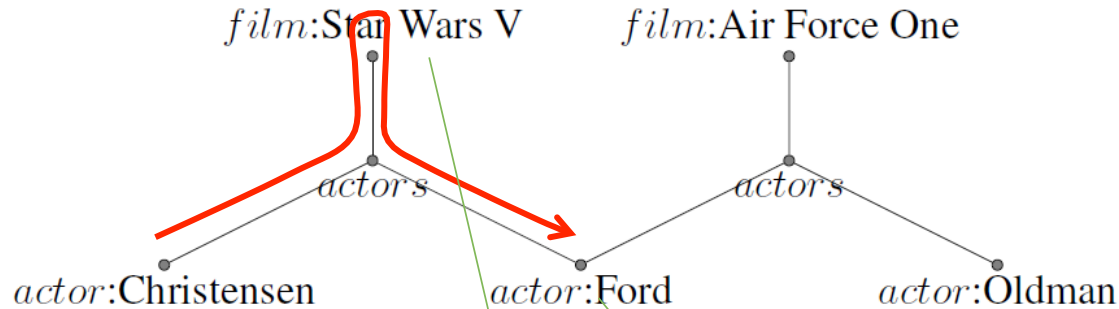 film:Star Wars V film:Air Force One
actors actors
actor:Christensen actor:Ford actor:Oldman